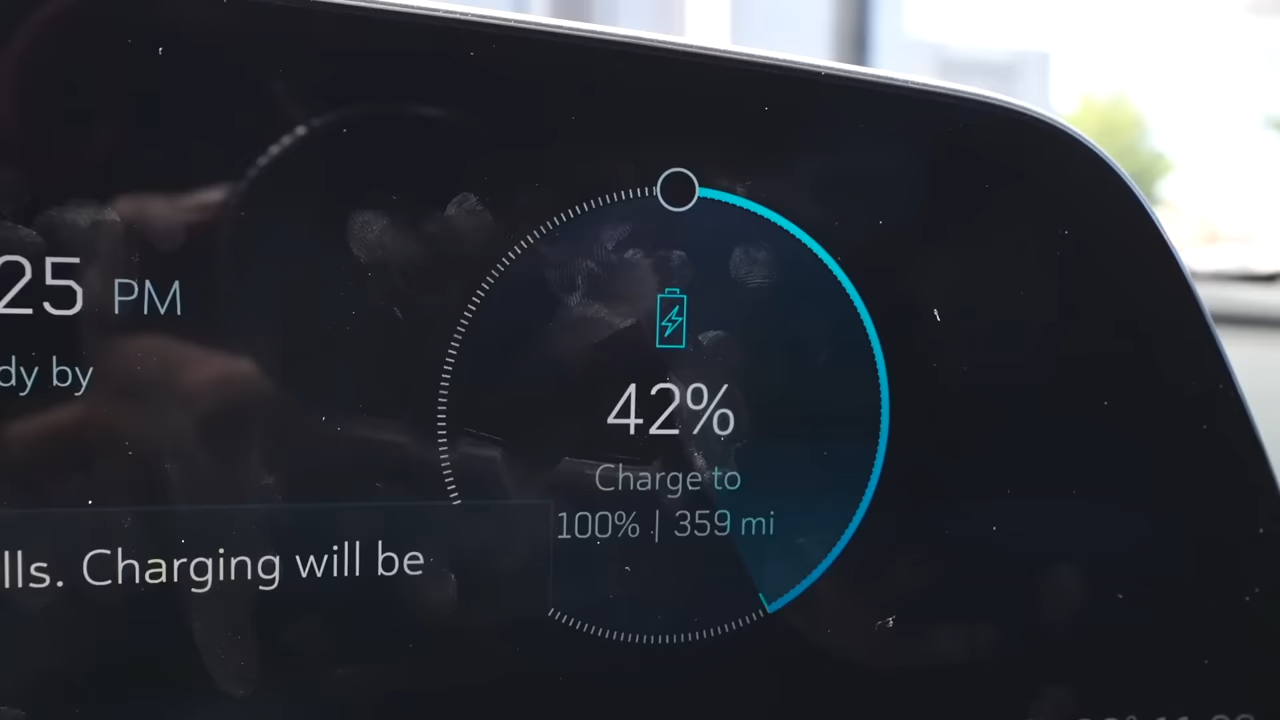 25 PM
dy by
lls. Charging will be
42%
Charge to
100% | 359 mi